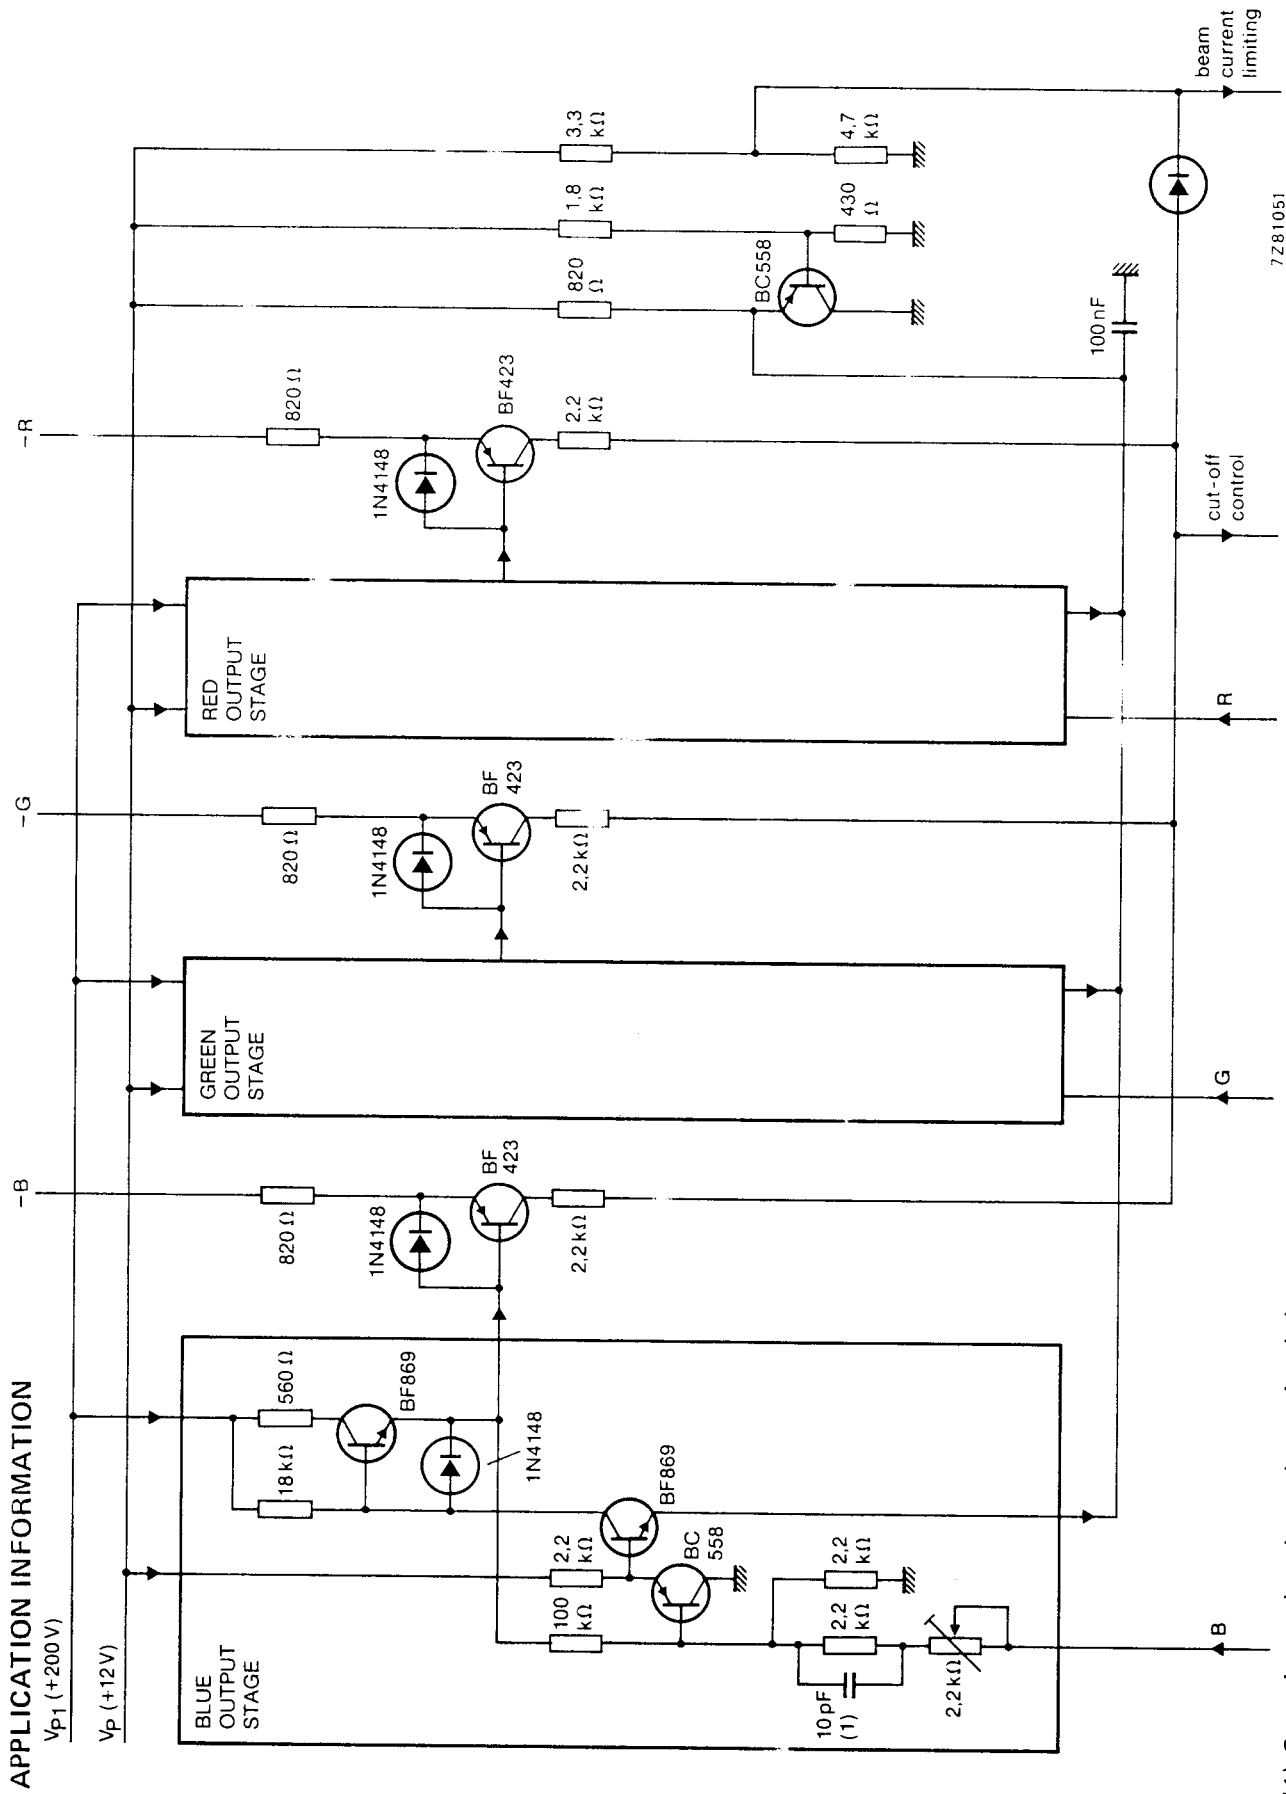 APPLICATION INFORMATION
VP1 (+200 V)
VP (+12 V)
BLUE
OUTPUT
STAGE
18 kΩ
560 Ω
BF869
1N4148
BF869
2,2
kΩ
100
kΩ
BC
558
2,2
kΩ
2,2
kΩ
10 pF
(1)
2,2 kΩ
B
–B
820 Ω
1N4148
BF
423
2,2 kΩ
GREEN
OUTPUT
STAGE
G
–G
820 Ω
1N4148
BF
423
2,2 kΩ
RED
OUTPUT
STAGE
R
–R
820 Ω
1N4148
BF423
2,2
kΩ
820
Ω
1,8
kΩ
3,3
kΩ
BC558
430
Ω
4,7
kΩ
100 nF
cut-off
control
beam
current
limiting
7Z81051